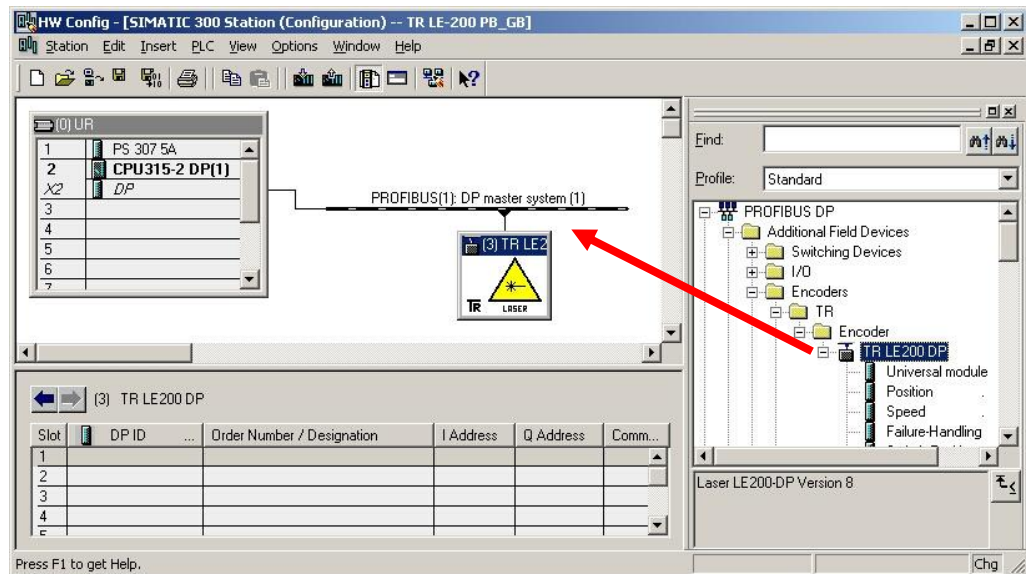 HW Config - [SIMATIC 300 Station (Configuration) -- TR LE-200 PB_GB]
Station Edit Insert PLC View Options Window Help
(0) UR
1 PS 307 5A
2 CPU315-2 DP(1)
X2 DP
3
4
5
6
7
PROFIBUS(1): DP master system (1)
(3) TR LE2
TR LASER
Find:
Profile: Standard
PROFIBUS DP
Additional Field Devices
Switching Devices
I/O
Encoders
TR
Encoder
TR LE200 DP
Universal module
Position
Speed
Failure-Handling
Laser LE200-DP Version 8
(3) TR LE200 DP
Slot DP ID ... Order Number / Designation I Address Q Address Comm...
1
2
3
4
5
Press F1 to get Help.
Chg